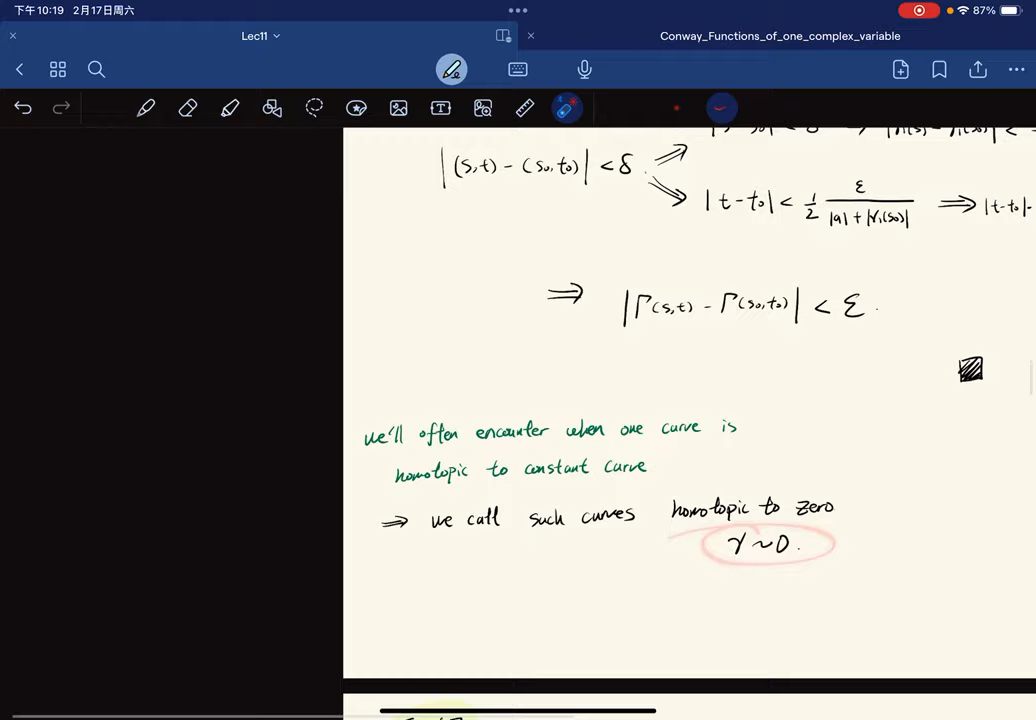 下午10:19 2月17日周六
87%
Lec11
Conway_Functions_of_one_complex_variable
|(s,t) - (s₀,t₀)| < δ
⇒ |t - t₀| < 1/2 ε/(|a| + |γ₁(s₀)|) ⇒ |t-t₀|
⇒ |Γ(s,t) - Γ(s₀,t₀)| < ε.
we'll often encounter when one curve is
homotopic to constant curve
⇒ we call such curves homotopic to zero
γ ~ 0.